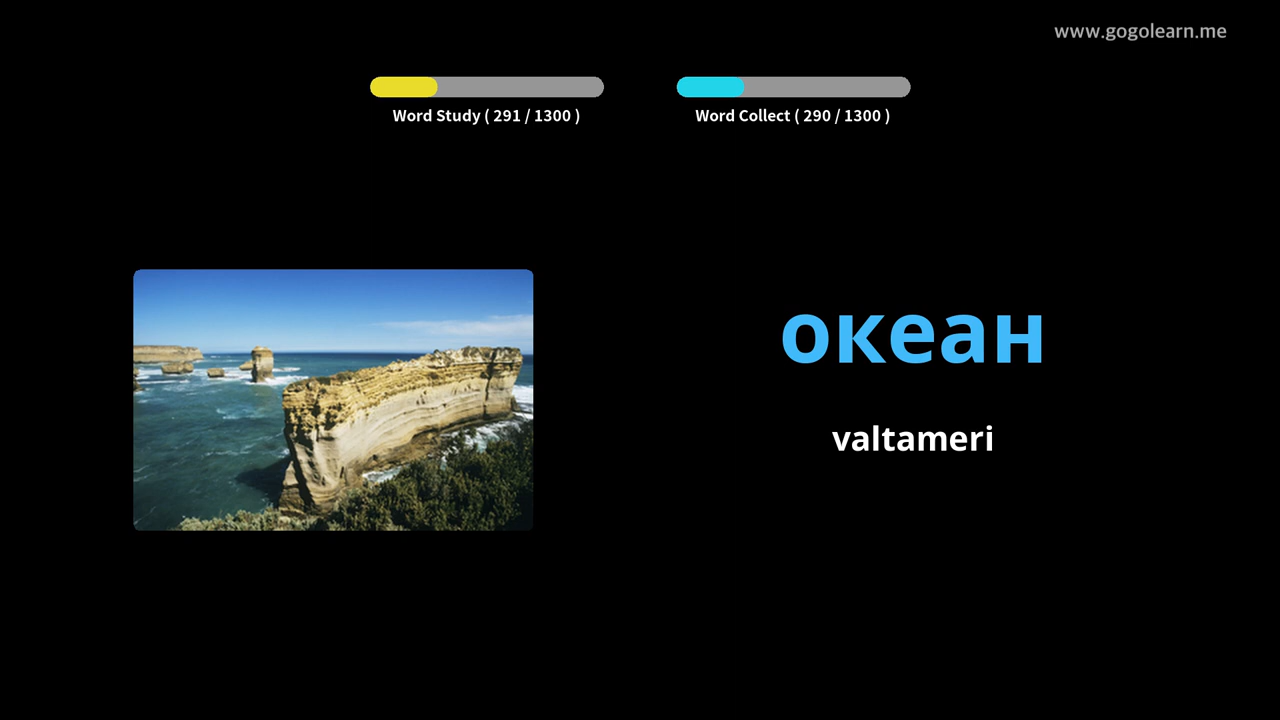 www.gogolearn.me
Word Study ( 291 / 1300 )
Word Collect ( 290 / 1300 )
океан
valtameri